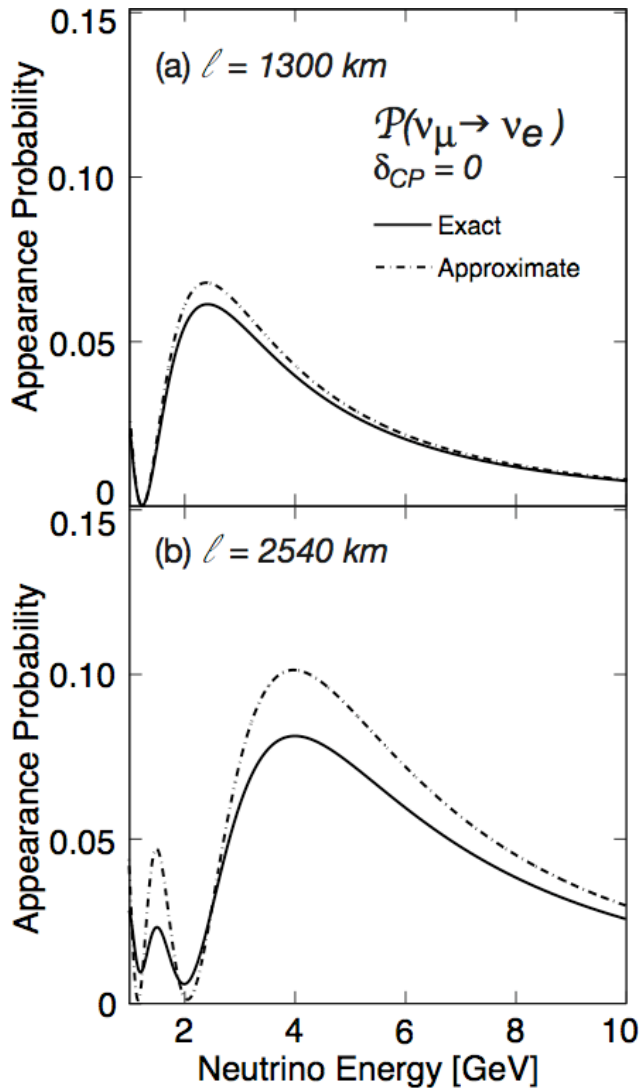 0.15
(a) ℓ = 1300 km
𝒫(νμ → νe)
δCP = 0
0.10
Exact
Approximate
0.05
0
Appearance Probability
0.15
(b) ℓ = 2540 km
0.10
0.05
0
Appearance Probability
2 4 6 8 10
Neutrino Energy [GeV]